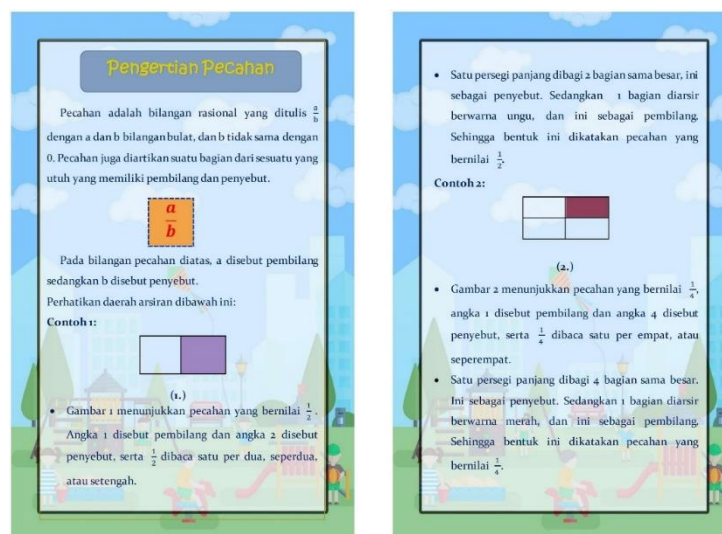 Pengertian Pecahan
Pecahan adalah bilangan rasional yang ditulis a/b
dengan a dan b bilangan bulat, dan b tidak sama dengan
0. Pecahan juga diartikan suatu bagian dari sesuatu yang
utuh yang memiliki pembilang dan penyebut.
a/b
Pada bilangan pecahan diatas, a disebut pembilang
sedangkan b disebut penyebut.
Perhatikan daerah arsiran dibawah ini:
Contoh 1:
(1.)
• Gambar 1 menunjukkan pecahan yang bernilai 1/2.
Angka 1 disebut pembilang dan angka 2 disebut
penyebut, serta 1/2 dibaca satu per dua, seperdua,
atau setengah.
• Satu persegi panjang dibagi 2 bagian sama besar, ini
sebagai penyebut. Sedangkan 1 bagian diarsir
berwarna ungu, dan ini sebagai pembilang.
Sehingga bentuk ini dikatakan pecahan yang
bernilai 1/2.
Contoh 2:
(2.)
• Gambar 2 menunjukkan pecahan yang bernilai 1/4,
angka 1 disebut pembilang dan angka 4 disebut
penyebut, serta 1/4 dibaca satu per empat, atau
seperempat.
• Satu persegi panjang dibagi 4 bagian sama besar.
Ini sebagai penyebut. Sedangkan 1 bagian diarsir
berwarna merah, dan ini sebagai pembilang.
Sehingga bentuk ini dikatakan pecahan yang
bernilai 1/4.